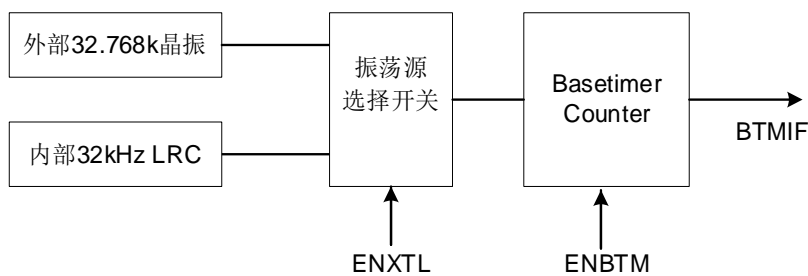 外部32.768k晶振
内部32kHz LRC
振荡源
选择开关
Basetimer
Counter
BTMIF
ENXTL
ENBTM